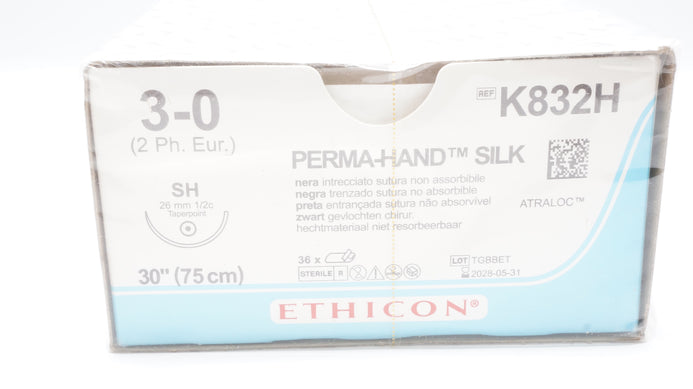 3-0
(2 Ph. Eur.)
REF K832H
PERMA-HAND™ SILK
SH
26 mm 1/2c
Taperpoint
nera intrecciato sutura non assorbibile
negra trenzado sutura no absorbible
preta entrançada sutura não absorvível
zwart gevlochten chirur.
hechtmateriaal niet resorbeerbaar
ATRALOC™
36 x
STERILE R
LOT TGBBET
2028-05-31
30" (75 cm)
ETHICON®